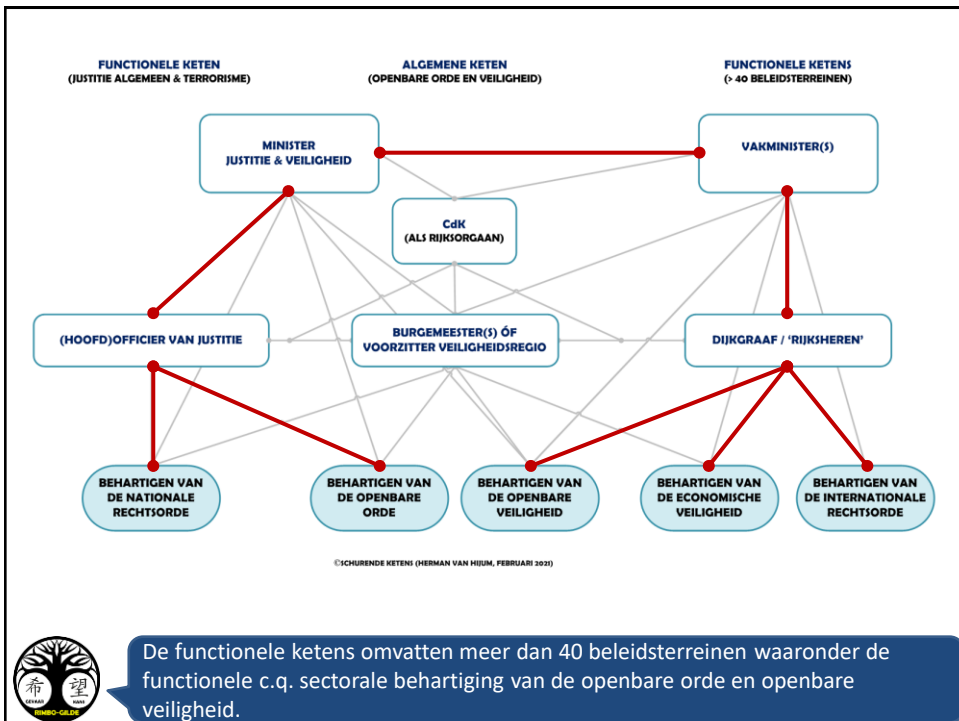 FUNCTIONELE KETEN
(JUSTITIE ALGEMEEN & TERRORISME)
ALGEMENE KETEN
(OPENBARE ORDE EN VEILIGHEID)
FUNCTIONELE KETENS
(> 40 BELEIDSTERREINEN)
MINISTER
JUSTITIE & VEILIGHEID
VAKMINISTER(S)
CdK
(ALS RIJKSORGAAN)
(HOOFD)OFFICIER VAN JUSTITIE
BURGEMEESTER(S) ÓF
VOORZITTER VEILIGHEIDSREGIO
DIJKGRAAF / ‘RIJKSHEREN’
BEHARTIGEN VAN
DE NATIONALE
RECHTSORDE
BEHARTIGEN VAN
DE OPENBARE
ORDE
BEHARTIGEN VAN
DE OPENBARE
VEILIGHEID
BEHARTIGEN VAN
DE ECONOMISCHE
VEILIGHEID
BEHARTIGEN VAN
DE INTERNATIONALE
RECHTSORDE
©SCHURENDE KETENS (HERMAN VAN HIJUM, FEBRUARI 2021)
希 望
GEVAAR KANS
RIMBO-GILDE
De functionele ketens omvatten meer dan 40 beleidsterreinen waaronder de
functionele c.q. sectorale behartiging van de openbare orde en openbare
veiligheid.